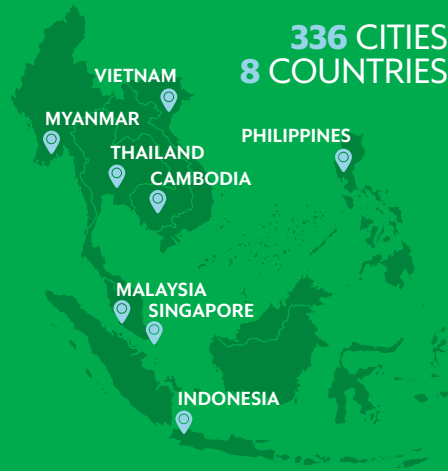 336 CITIES
8 COUNTRIES
VIETNAM
MYANMAR
PHILIPPINES
THAILAND
CAMBODIA
MALAYSIA
SINGAPORE
INDONESIA